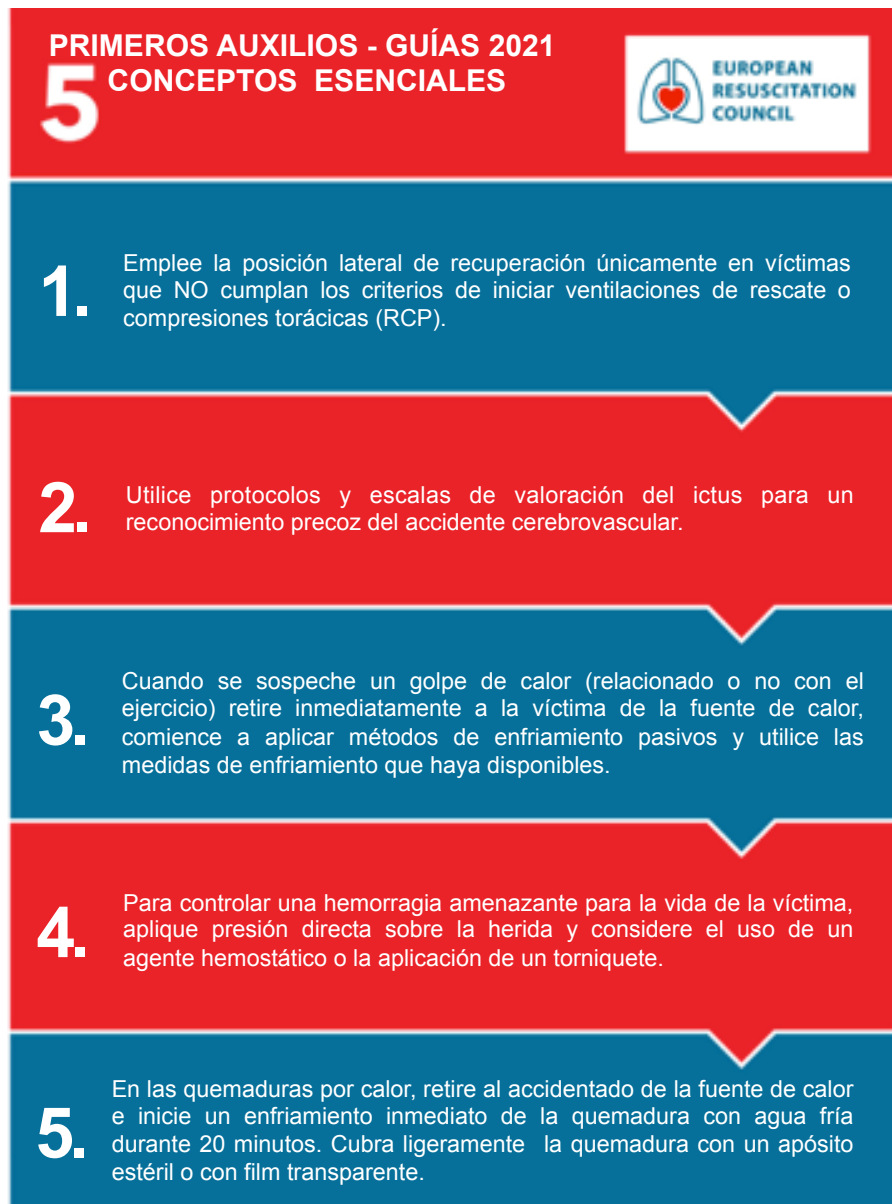 PRIMEROS AUXILIOS - GUÍAS 2021
5 CONCEPTOS ESENCIALES
EUROPEAN
RESUSCITATION
COUNCIL
1.
Emplee la posición lateral de recuperación únicamente en víctimas
que NO cumplan los criterios de iniciar ventilaciones de rescate o
compresiones torácicas (RCP).
2.
Utilice protocolos y escalas de valoración del ictus para un
reconocimiento precoz del accidente cerebrovascular.
3.
Cuando se sospeche un golpe de calor (relacionado o no con el
ejercicio) retire inmediatamente a la víctima de la fuente de calor,
comience a aplicar métodos de enfriamiento pasivos y utilice las
medidas de enfriamiento que haya disponibles.
4.
Para controlar una hemorragia amenazante para la vida de la víctima,
aplique presión directa sobre la herida y considere el uso de un
agente hemostático o la aplicación de un torniquete.
5.
En las quemaduras por calor, retire al accidentado de la fuente de calor
e inicie un enfriamiento inmediato de la quemadura con agua fría
durante 20 minutos. Cubra ligeramente la quemadura con un apósito
estéril o con film transparente.